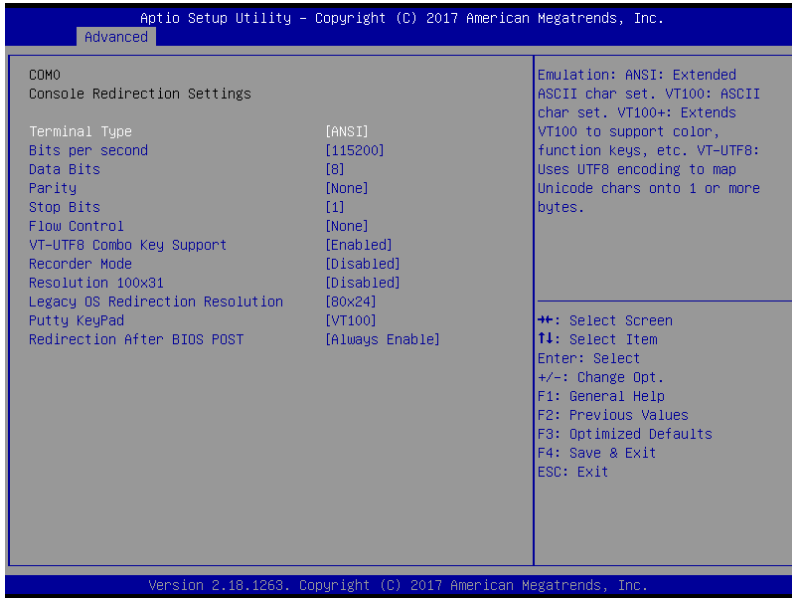 Aptio Setup Utility – Copyright (C) 2017 American Megatrends, Inc.
Advanced
COM0
Console Redirection Settings
Terminal Type [ANSI]
Bits per second [115200]
Data Bits [8]
Parity [None]
Stop Bits [1]
Flow Control [None]
VT-UTF8 Combo Key Support [Enabled]
Recorder Mode [Disabled]
Resolution 100x31 [Disabled]
Legacy OS Redirection Resolution [80x24]
Putty KeyPad [VT100]
Redirection After BIOS POST [Always Enable]
Emulation: ANSI: Extended
ASCII char set. VT100: ASCII
char set. VT100+: Extends
VT100 to support color,
function keys, etc. VT-UTF8:
Uses UTF8 encoding to map
Unicode chars onto 1 or more
bytes.
→←: Select Screen
↑↓: Select Item
Enter: Select
+/-: Change Opt.
F1: General Help
F2: Previous Values
F3: Optimized Defaults
F4: Save & Exit
ESC: Exit
Version 2.18.1263. Copyright (C) 2017 American Megatrends, Inc.